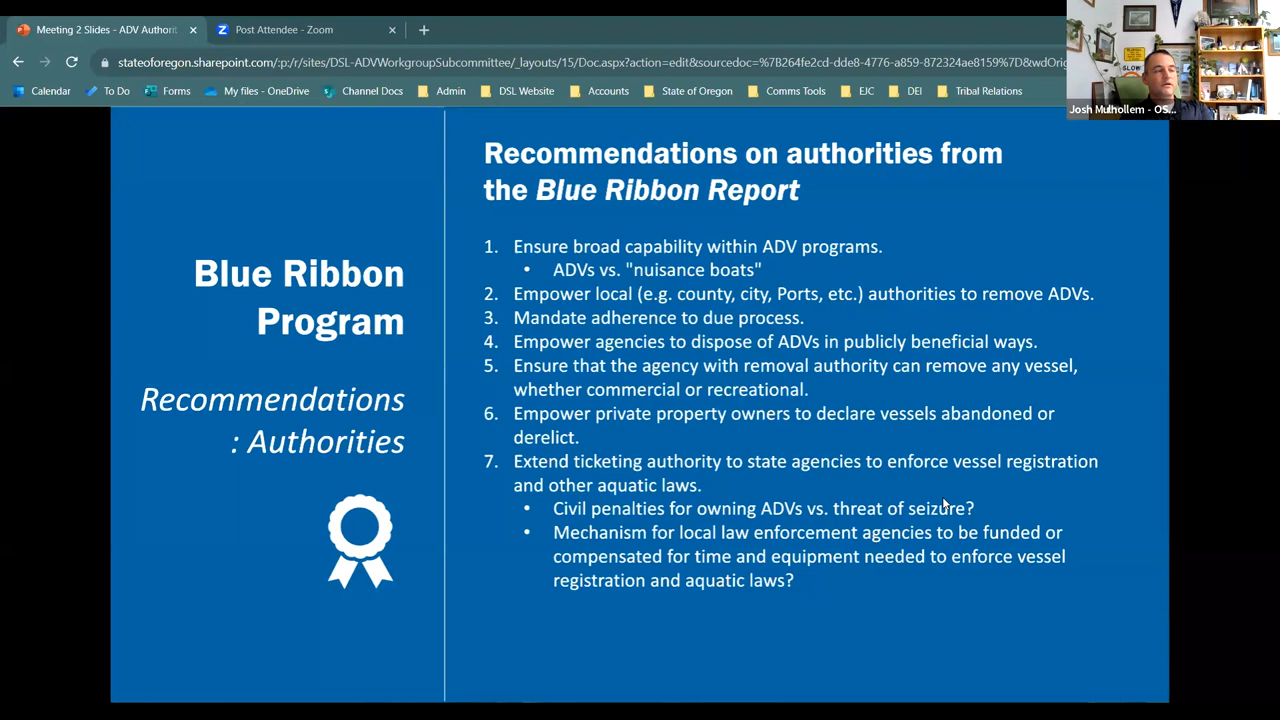 Meeting 2 Slides - ADV Authorit
Post Attendee - Zoom
stateoforegon.sharepoint.com/:p:/r/sites/DSL-ADVWorkgroupSubcommittee/_layouts/15/Doc.aspx?action=edit&sourcedoc=%7B264fe2cd-dde8-4776-a859-872324ae8159%7D&wdOrig
Calendar To Do Forms My files - OneDrive Channel Docs Admin DSL Website Accounts State of Oregon Comms Tools EJC DEI Tribal Relations
SLOW
Josh Mulhollem - OS...
Recommendations on authorities from
the Blue Ribbon Report
Blue Ribbon
Program
Recommendations
: Authorities
1. Ensure broad capability within ADV programs.
• ADVs vs. "nuisance boats"
2. Empower local (e.g. county, city, Ports, etc.) authorities to remove ADVs.
3. Mandate adherence to due process.
4. Empower agencies to dispose of ADVs in publicly beneficial ways.
5. Ensure that the agency with removal authority can remove any vessel,
whether commercial or recreational.
6. Empower private property owners to declare vessels abandoned or
derelict.
7. Extend ticketing authority to state agencies to enforce vessel registration
and other aquatic laws.
• Civil penalties for owning ADVs vs. threat of seizure?
• Mechanism for local law enforcement agencies to be funded or
compensated for time and equipment needed to enforce vessel
registration and aquatic laws?